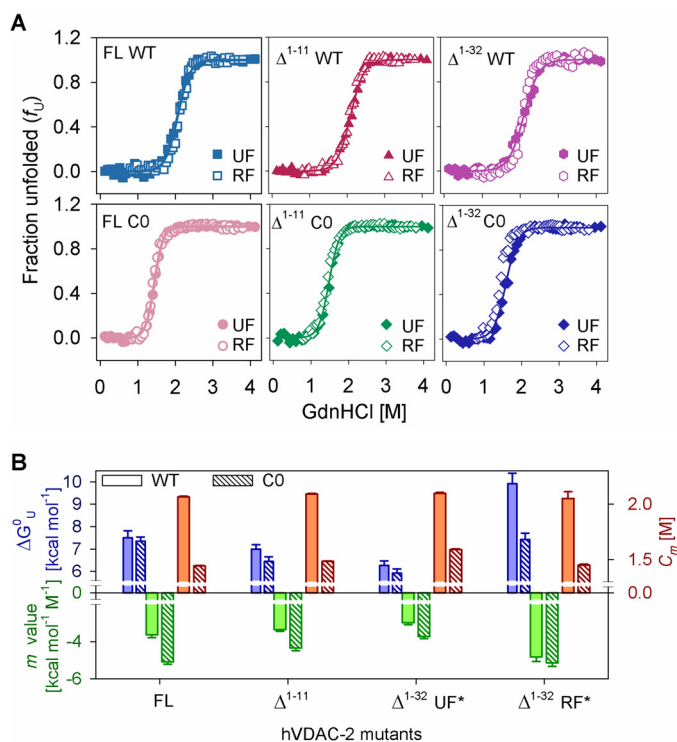 A
FL WT
Δ1-11 WT
Δ1-32 WT
UF
RF
UF
RF
UF
RF
1.2
0.8
0.4
0.0
Fraction unfolded (fU)
FL C0
Δ1-11 C0
Δ1-32 C0
UF
RF
UF
RF
UF
RF
1.2
0.8
0.4
0.0
0 1 2 3 4
0 1 2 3 4
0 1 2 3 4
GdnHCl [M]
B
WT
C0
10
9
8
7
6
0
-4
-6
ΔG0U
[kcal mol-1]
m value
[kcal mol-1 M-1]
2.0
1.5
0.0
Cm [M]
FL
Δ1-11
Δ1-32 UF*
Δ1-32 RF*
hVDAC-2 mutants